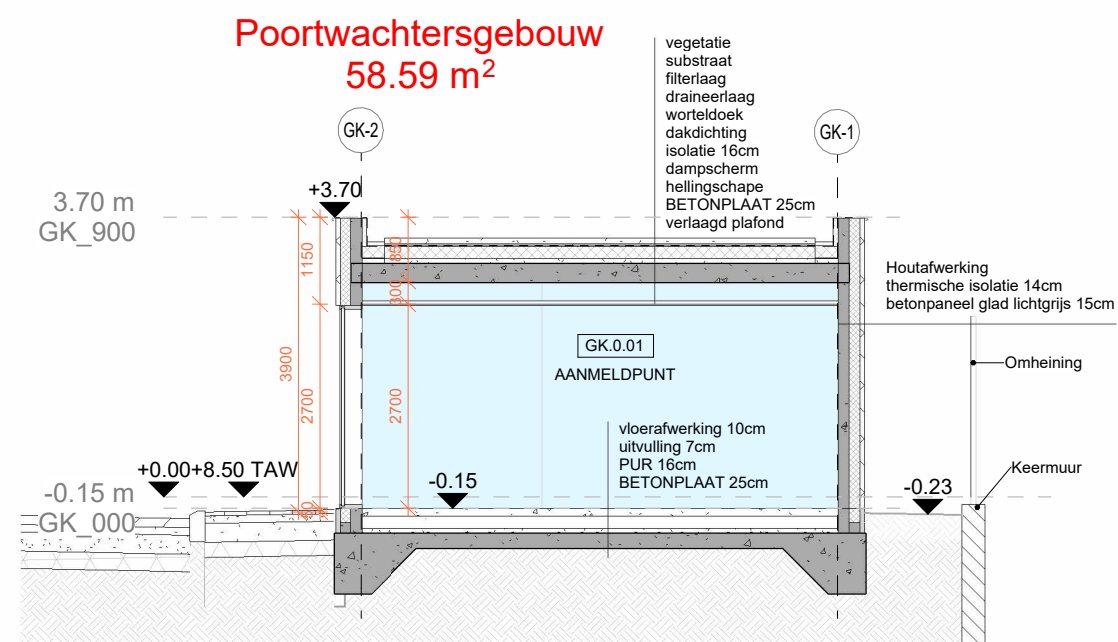 Poortwachtersgebouw
58.59 m²
vegetatie
substraat
filterlaag
draineerlaag
worteldoek
dakdichting
isolatie 16cm
dampscherm
hellingschape
BETONPLAAT 25cm
verlaagd plafond
GK-2
GK-1
+3.70
3.70 m
GK_900
1150
850
300
Houtafwerking
thermische isolatie 14cm
betonpaneel glad lichtgrijs 15cm
GK.0.01
AANMELDPUNT
Omheining
3900
2700
2700
vloerafwerking 10cm
uitvulling 7cm
PUR 16cm
BETONPLAAT 25cm
+0.00+8.50 TAW
-0.15
-0.23
Keermuur
-0.15 m
GK_000